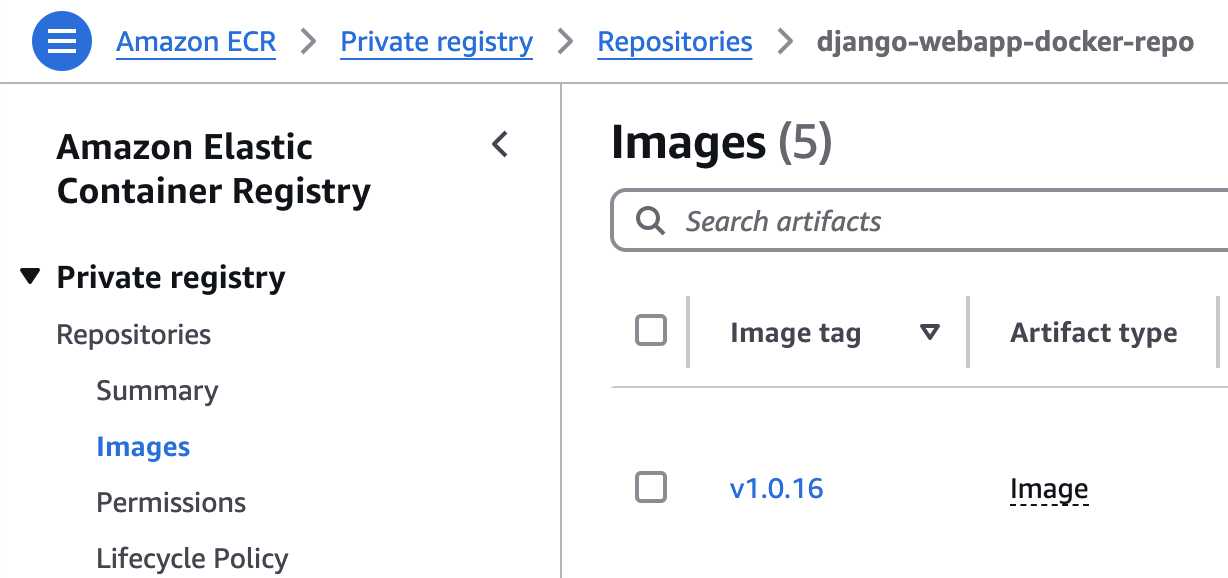 Amazon ECR > Private registry > Repositories > django-webapp-docker-repo
Amazon Elastic
Container Registry
Private registry
Repositories
Summary
Images
Permissions
Lifecycle Policy
Images (5)
Search artifacts
Image tag Artifact type
v1.0.16 Image